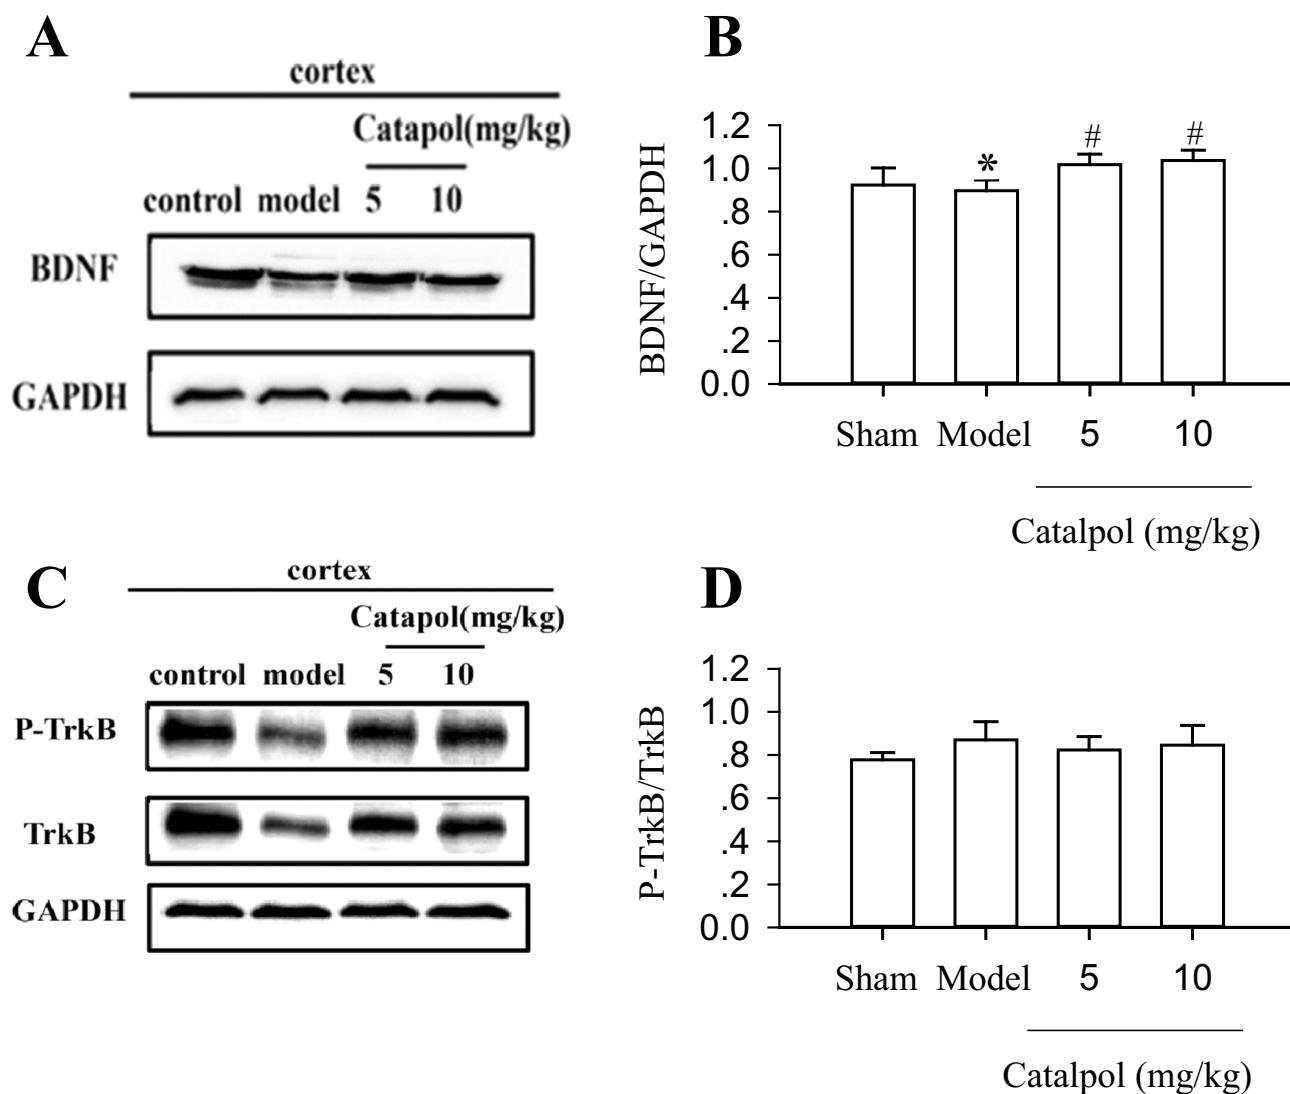 A
cortex
Catapol(mg/kg)
control model 5 10
BDNF
GAPDH
B
BDNF/GAPDH
1.2
1.0
.8
.6
.4
.2
0.0
*
#
#
Sham Model 5 10
Catalpol (mg/kg)
C
cortex
Catapol(mg/kg)
control model 5 10
P-TrkB
TrkB
GAPDH
D
P-TrkB/TrkB
1.2
1.0
.8
.6
.4
.2
0.0
Sham Model 5 10
Catalpol (mg/kg)